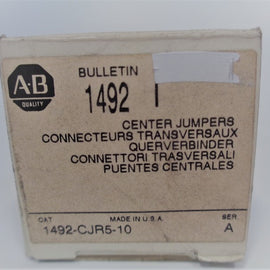 A-B
QUALITY
BULLETIN
1492
CENTER JUMPERS
CONNECTEURS TRANSVERSAUX
QUERVERBINDER
CONNETTORI TRASVERSALI
PUENTES CENTRALES
CAT
MADE IN U.S.A.
SER
1492-CJR5-10
A